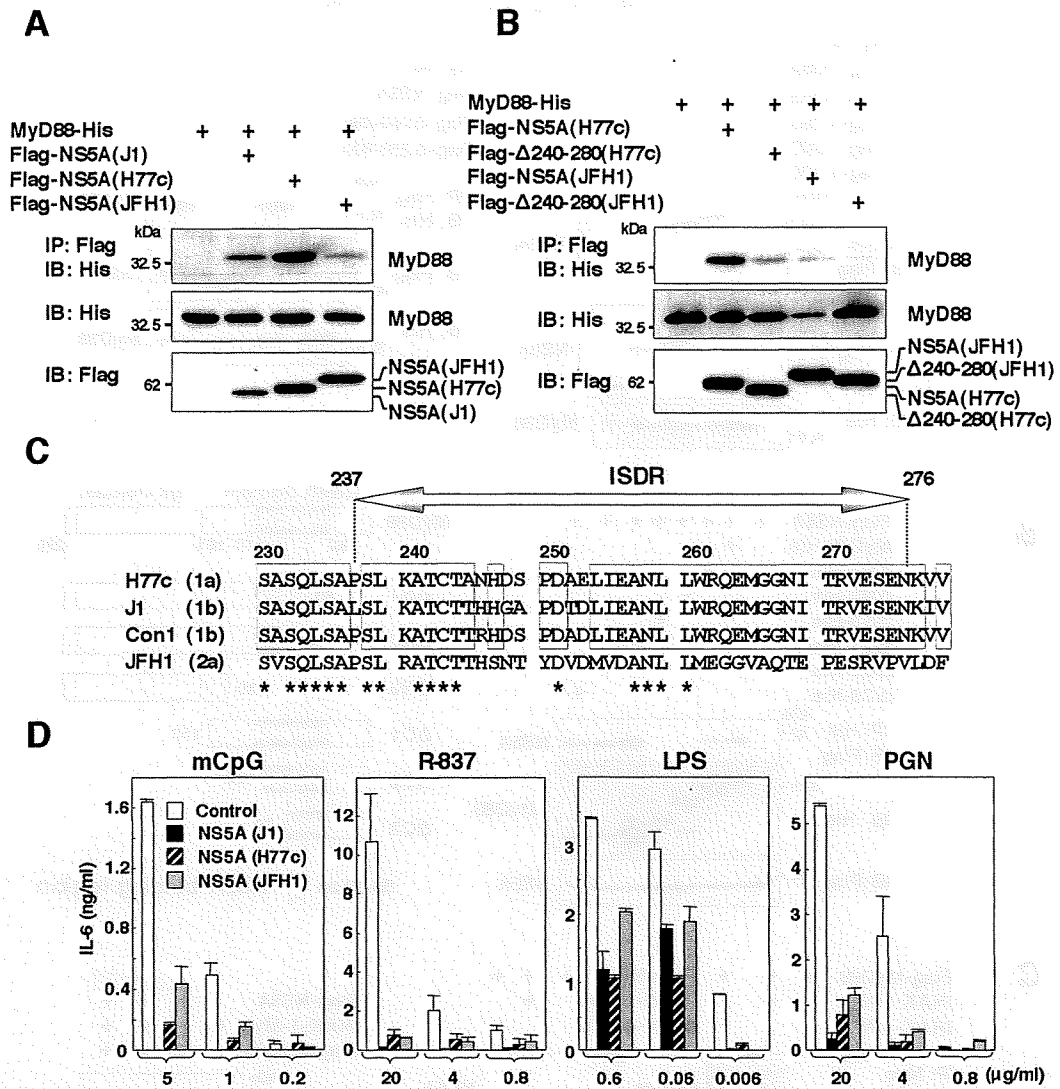 A
MyD88-His + + + +
Flag-NS5A(J1) +
Flag-NS5A(H77c) +
Flag-NS5A(JFH1) +
kDa
IP: Flag
IB: His
32.5
MyD88
IB: His
32.5
MyD88
IB: Flag
62
NS5A(JFH1)
NS5A(H77c)
NS5A(J1)
B
MyD88-His + + + + +
Flag-NS5A(H77c) +
Flag-Δ240-280(H77c) +
Flag-NS5A(JFH1) +
Flag-Δ240-280(JFH1) +
kDa
IP: Flag
IB: His
32.5
MyD88
IB: His
32.5
MyD88
IB: Flag
62
NS5A(JFH1)
Δ240-280(JFH1)
NS5A(H77c)
Δ240-280(H77c)
C
237 ISDR 276
230 240 250 260 270
H77c (1a) SASQLSAPSL KATCTANHDS PDAELIEANL LWRQEMGGNI TRVESENKVV
J1 (1b) SASQLSALSL KATCTTHHGA PDTDLIEANL LWRQEMGGNI TRVESENKIV
Con1 (1b) SASQLSAPSL KATCTTRHDS PDADLIEANL LWRQEMGGNI TRVESENKVV
JFH1 (2a) SVSQLSAPSL RATCTTHSNT YDVDMVDANL LMEGGVAQTE PESRVPVLDF
* ***** ** **** * *** *
D
mCpG R-837 LPS PGN
IL-6 (ng/ml)
Control
NS5A (J1)
NS5A (H77c)
NS5A (JFH1)
1.6
1.2
0.4
0
12
10
8
6
4
2
0
3
2
1
0
5
3
2
1
0
5 1 0.2 20 4 0.8 0.6 0.06 0.006 20 4 0.8 (μg/ml)